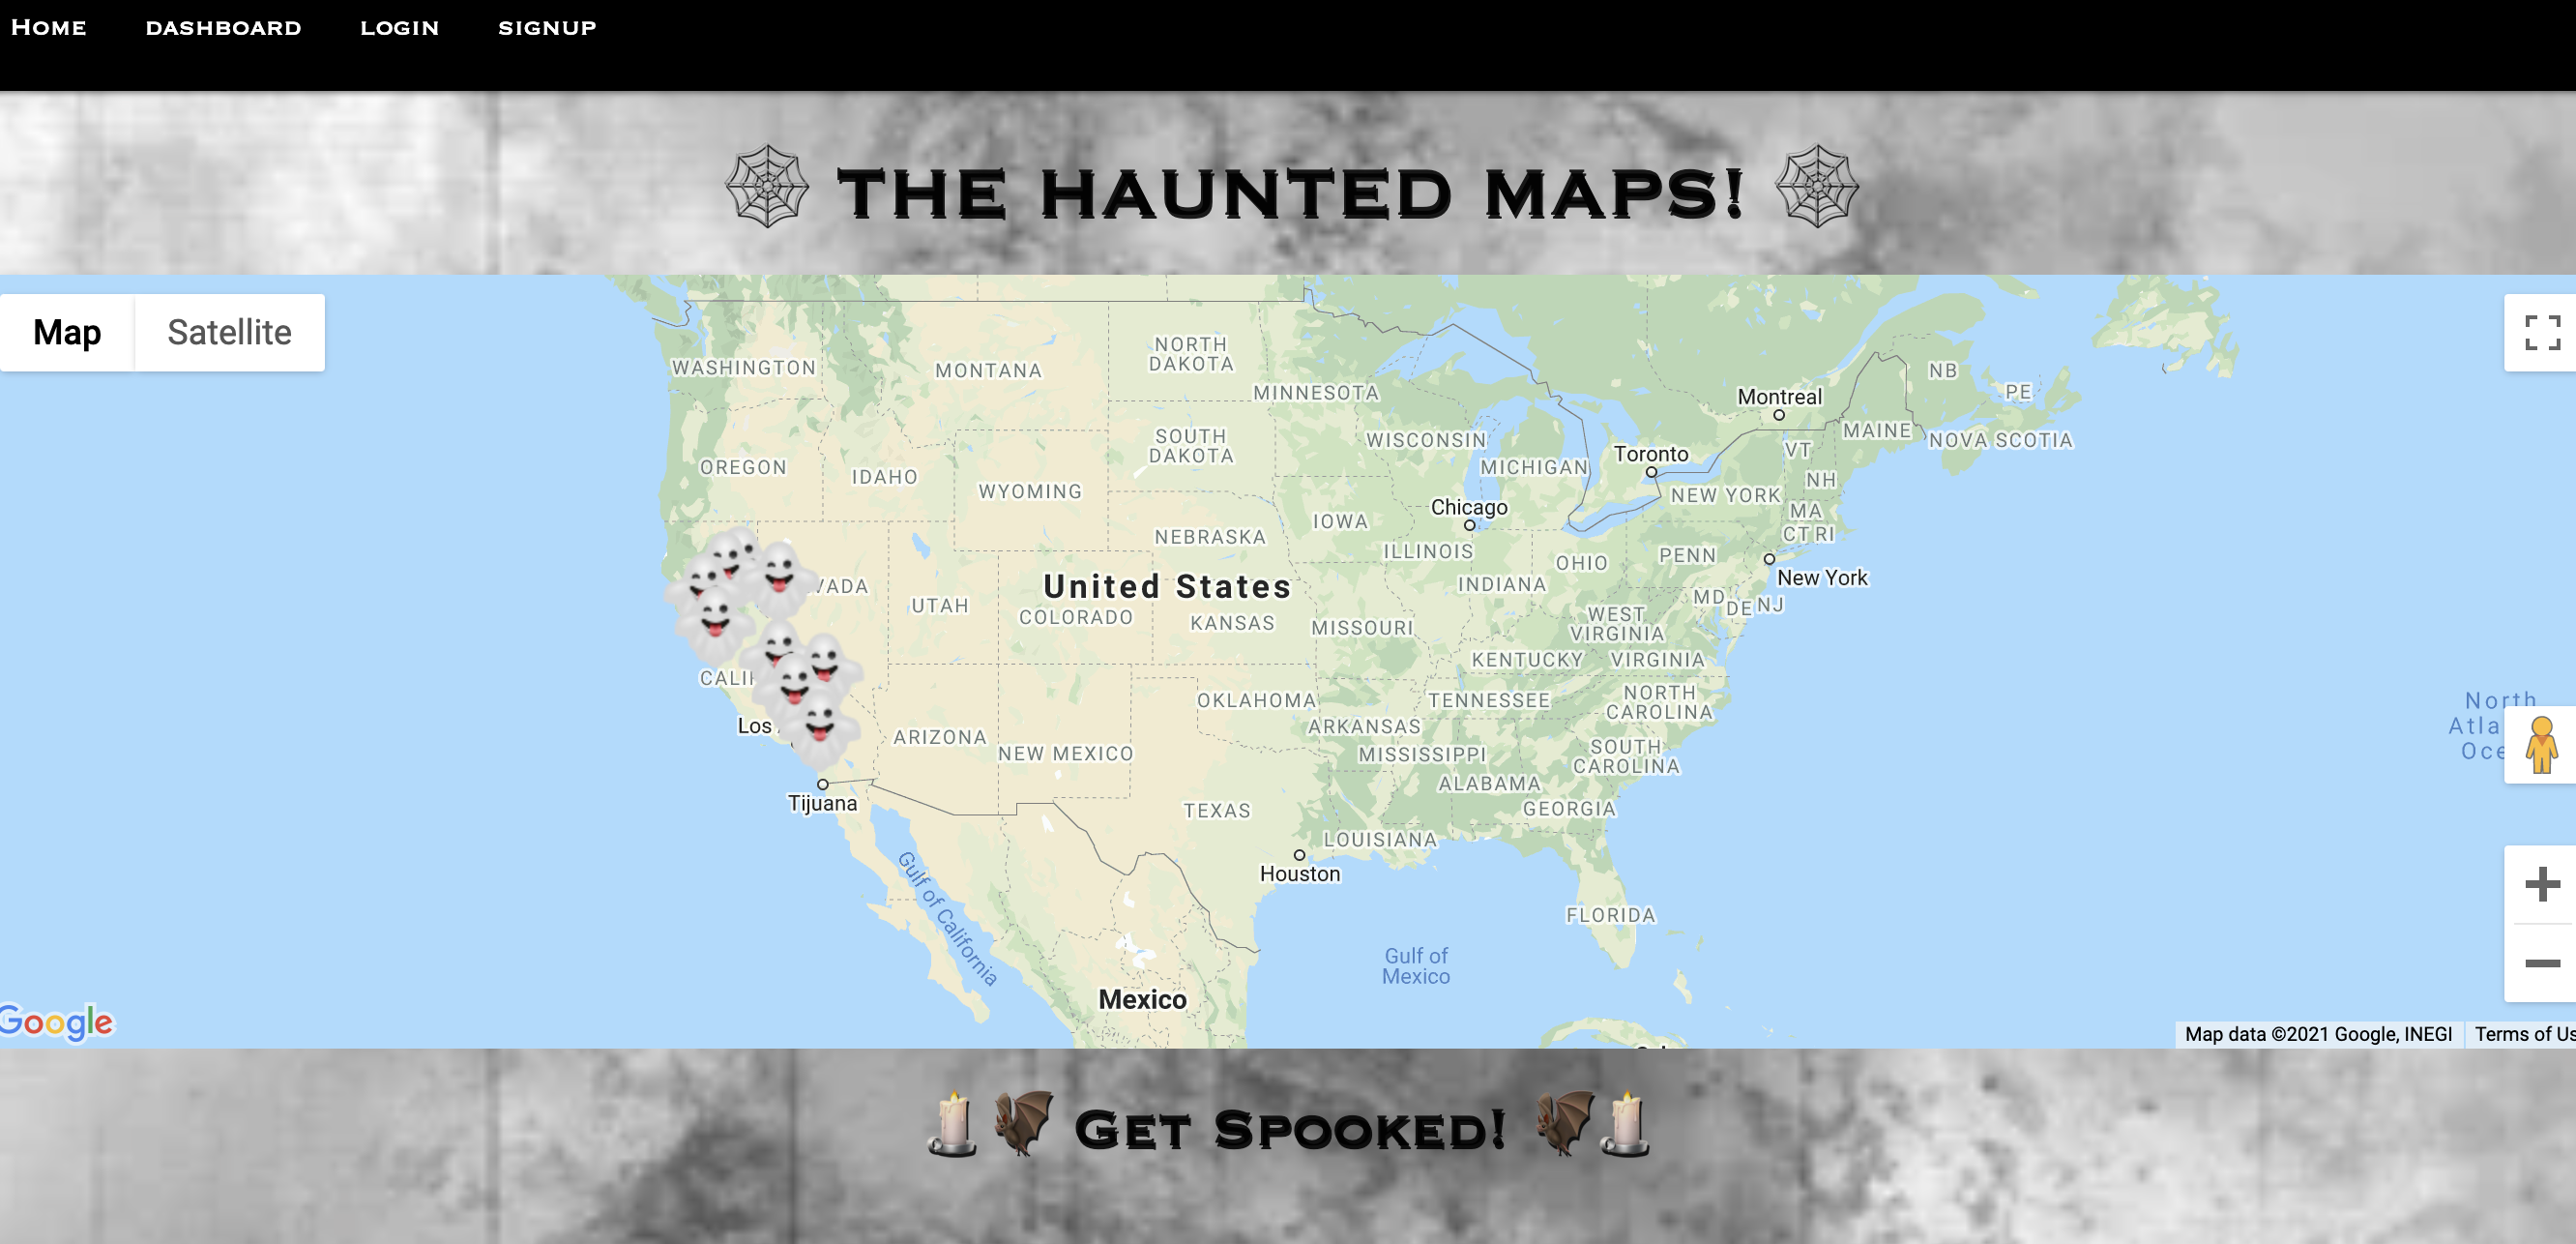 Home DASHBOARD LOGIN SIGNUP
THE HAUNTED MAPS!
Map Satellite
NORTH
DAKOTA
WASHINGTON
MONTANA
MINNESOTA
NB
PE
Montreal
MAINE
NOVA SCOTIA
SOUTH
DAKOTA
WISCONSIN
VT
Toronto
OREGON
IDAHO
MICHIGAN
NH
WYOMING
NEW YORK
Chicago
MA
IOWA
CT RI
NEBRASKA
ILLINOIS
PENN
OHIO
New York
United States
VADA
INDIANA
MD
DE
NJ
UTAH
COLORADO
KANSAS
MISSOURI
WEST
VIRGINIA
KENTUCKY
VIRGINIA
CALIF
OKLAHOMA
TENNESSEE
NORTH
CAROLINA
North
Atla
Oce
Los
ARIZONA
NEW MEXICO
ARKANSAS
MISSISSIPPI
SOUTH
CAROLINA
ALABAMA
Tijuana
TEXAS
GEORGIA
LOUISIANA
Houston
Gulf of California
FLORIDA
Gulf of
Mexico
Mexico
Google
Map data ©2021 Google, INEGI
Terms of Us
Get Spooked!